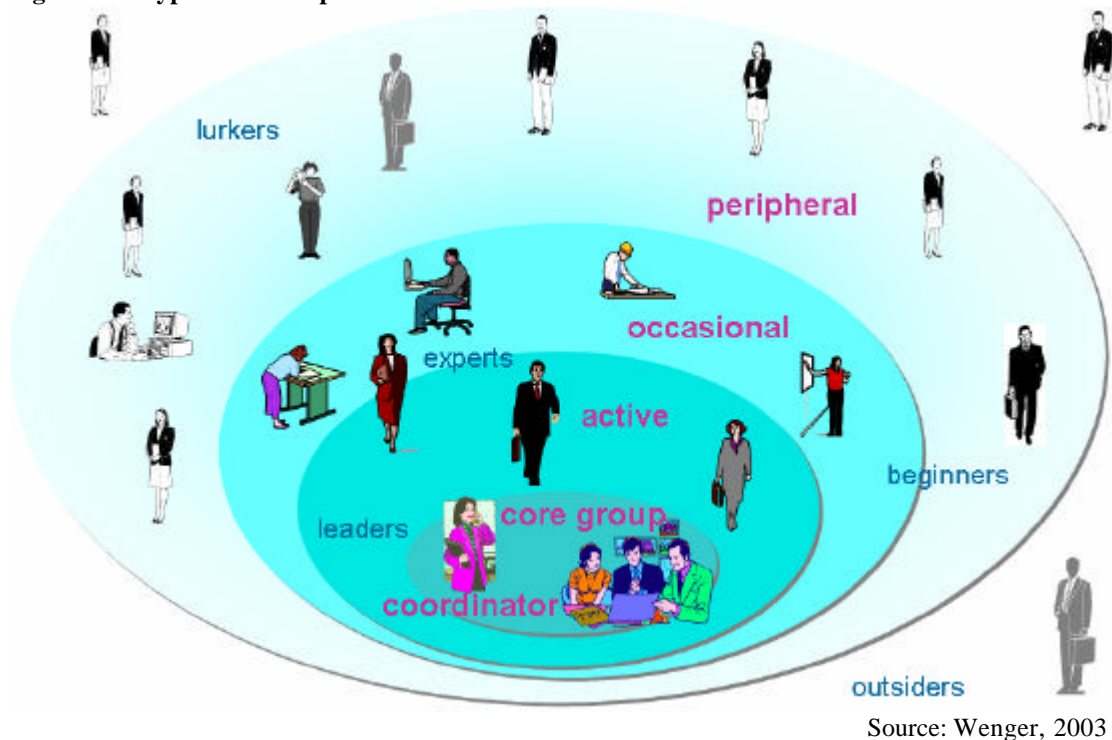 lurkers
peripheral
occasional
experts
active
beginners
leaders
core group
coordinator
outsiders
Source: Wenger, 2003